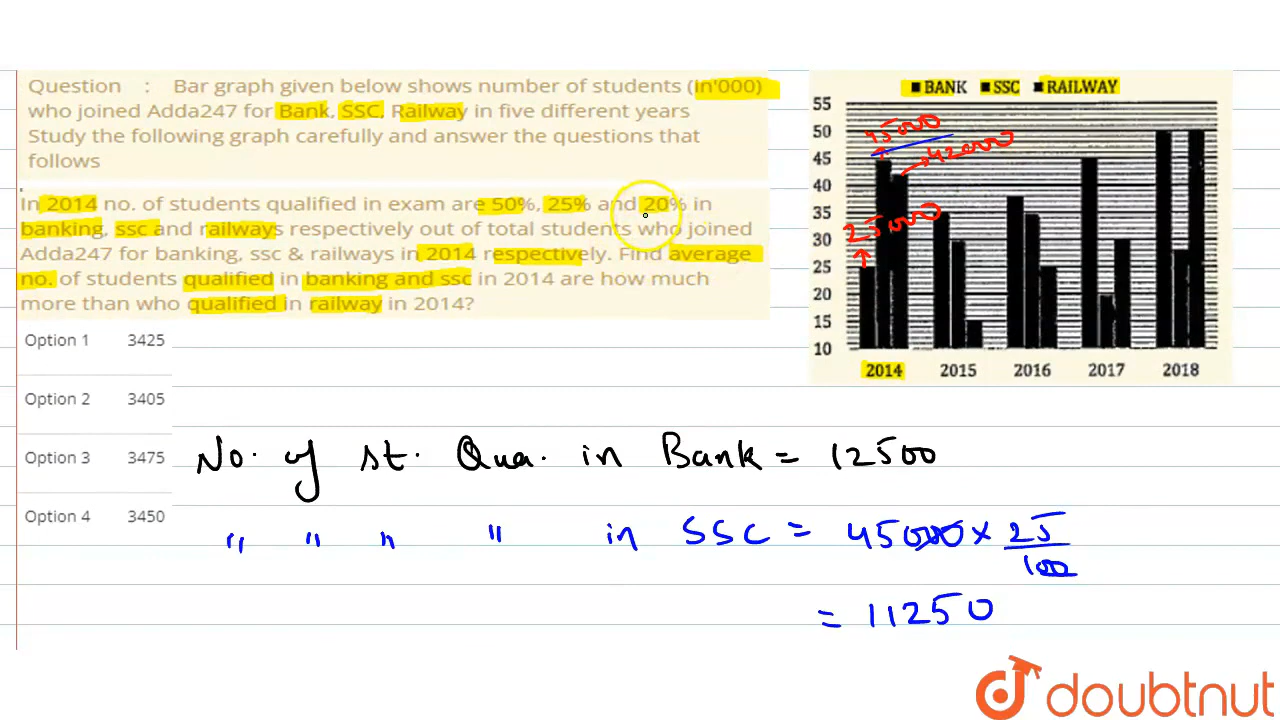 Question : Bar graph given below shows number of students (In'000)
who joined Adda247 for Bank, SSC, Railway in five different years
Study the following graph carefully and answer the questions that
follows
In 2014 no. of students qualified in exam are 50%, 25% and 20% in
banking, ssc and railways respectively out of total students who joined
Adda247 for banking, ssc & railways in 2014 respectively. Find average
no. of students qualified in banking and ssc in 2014 are how much
more than who qualified in railway in 2014?
Option 1 3425
Option 2 3405
Option 3 3475
Option 4 3450
BANK SSC RAILWAY
55
50
45
40
35
30
25
20
15
10
2014 2015 2016 2017 2018
45000
42000
25000
No. of st. Qua. in Bank = 12500
" " " " in SSC = 45000 × 25/100
= 11250
doubtnut